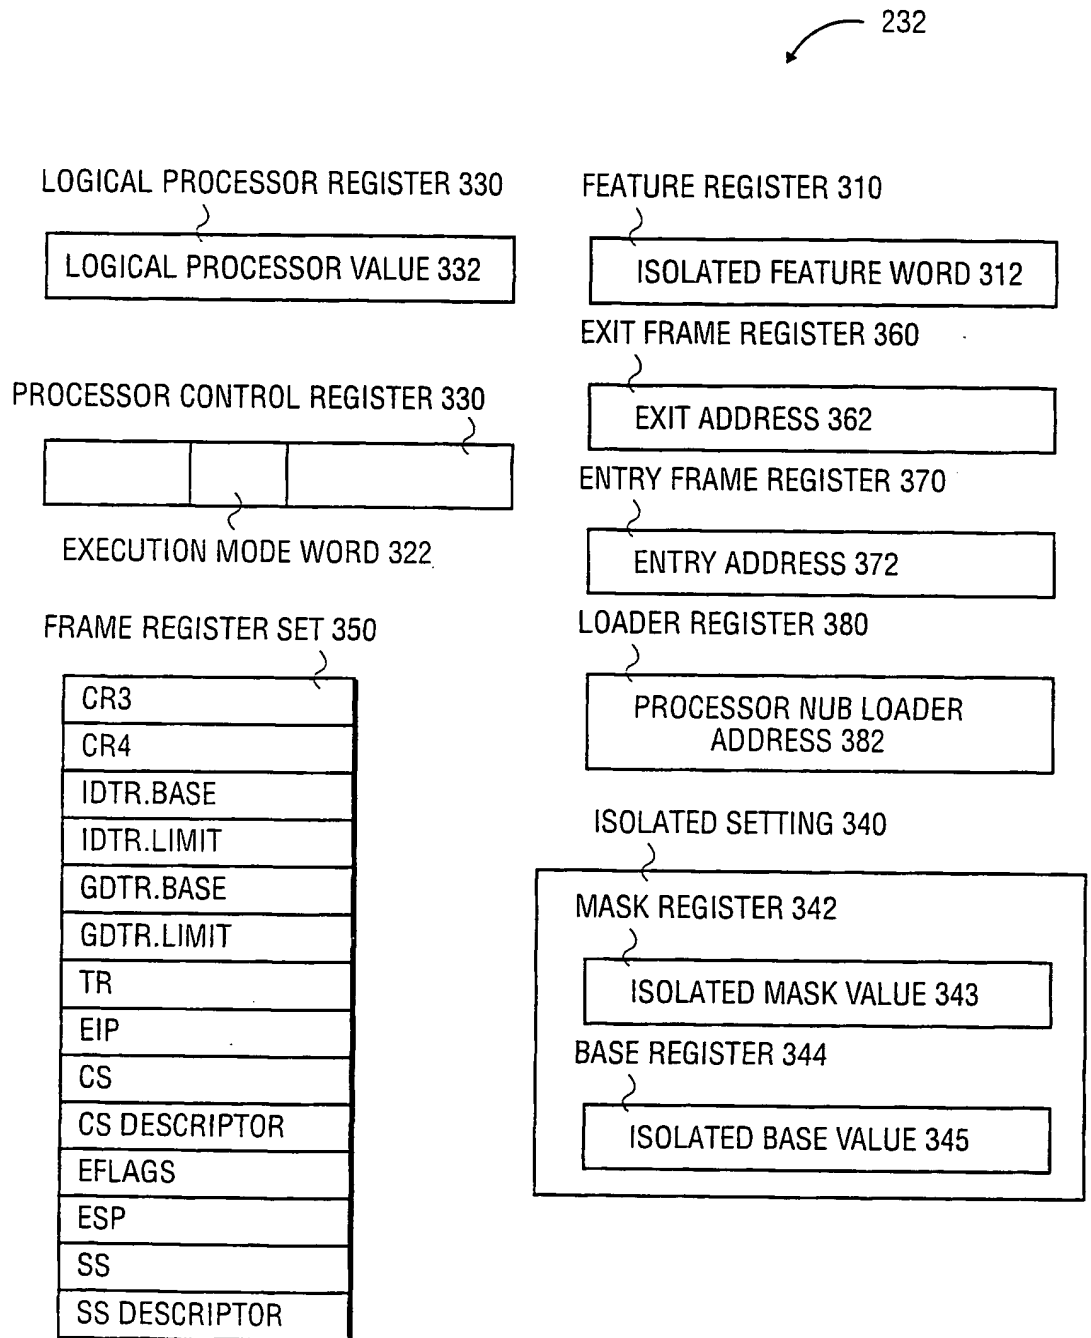 232
LOGICAL PROCESSOR REGISTER 330
LOGICAL PROCESSOR VALUE 332
PROCESSOR CONTROL REGISTER 330
EXECUTION MODE WORD 322
FRAME REGISTER SET 350
CR3
CR4
IDTR.BASE
IDTR.LIMIT
GDTR.BASE
GDTR.LIMIT
TR
EIP
CS
CS DESCRIPTOR
EFLAGS
ESP
SS
SS DESCRIPTOR
FEATURE REGISTER 310
ISOLATED FEATURE WORD 312
EXIT FRAME REGISTER 360
EXIT ADDRESS 362
ENTRY FRAME REGISTER 370
ENTRY ADDRESS 372
LOADER REGISTER 380
PROCESSOR NUB LOADER
ADDRESS 382
ISOLATED SETTING 340
MASK REGISTER 342
ISOLATED MASK VALUE 343
BASE REGISTER 344
ISOLATED BASE VALUE 345